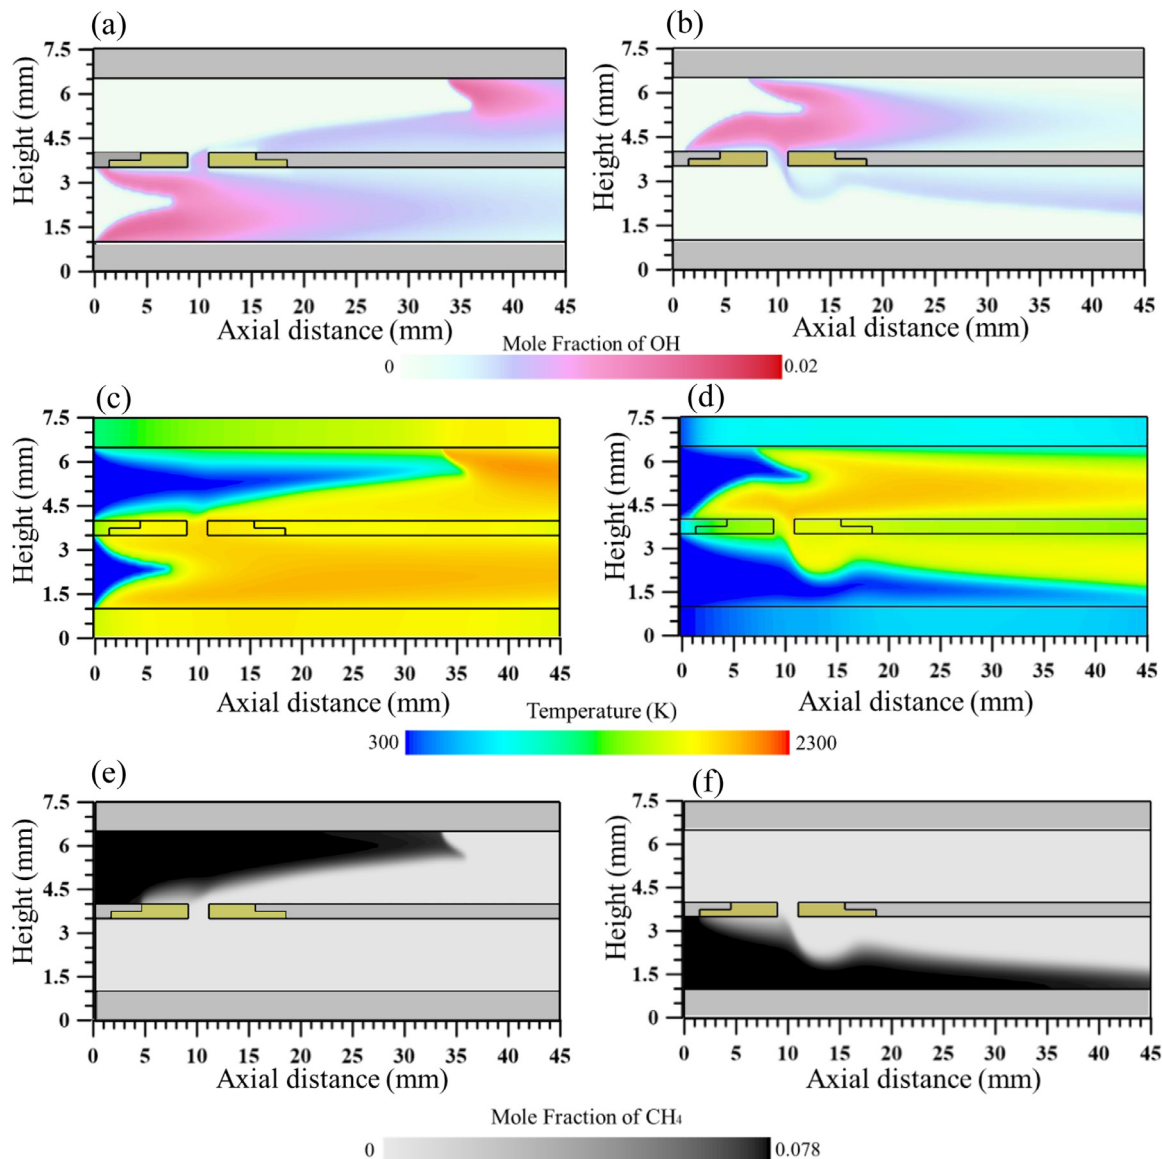 (a)
(b)
7.5
6
4.5
3
1.5
0
Height (mm)
0 5 10 15 20 25 30 35 40 45
Axial distance (mm)
7.5
6
4.5
3
1.5
0
Height (mm)
0 5 10 15 20 25 30 35 40 45
Axial distance (mm)
Mole Fraction of OH
0
0.02
(c)
(d)
7.5
6
4.5
3
1.5
0
Height (mm)
0 5 10 15 20 25 30 35 40 45
Axial distance (mm)
7.5
6
4.5
3
1.5
0
Height (mm)
0 5 10 15 20 25 30 35 40 45
Axial distance (mm)
Temperature (K)
300
2300
(e)
(f)
7.5
6
4.5
3
1.5
0
Height (mm)
0 5 10 15 20 25 30 35 40 45
Axial distance (mm)
7.5
6
4.5
3
1.5
0
Height (mm)
0 5 10 15 20 25 30 35 40 45
Axial distance (mm)
Mole Fraction of CH₄
0
0.078